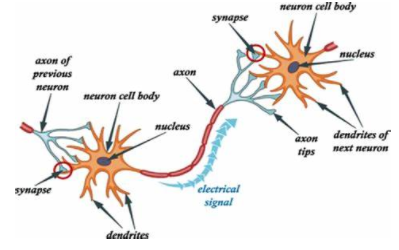 neuron cell body
synapse
nucleus
axon of
previous
neuron
axon
neuron cell body
nucleus
axon
tips
dendrites of
next neuron
synapse
electrical
signal
dendrites